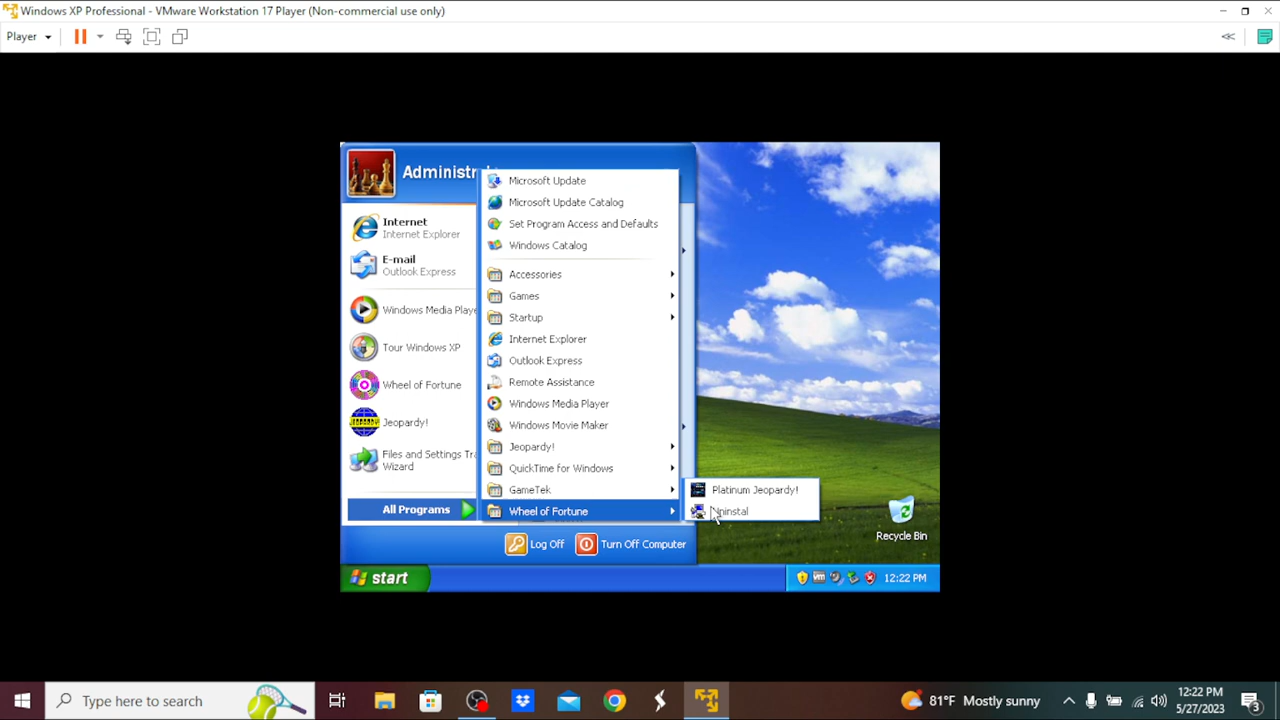 Windows XP Professional - VMware Workstation 17 Player (Non-commercial use only)
Player
Administr
Internet
Internet Explorer
E-mail
Outlook Express
Windows Media Playe
Tour Windows XP
Wheel of Fortune
Jeopardy!
Files and Settings Tra
Wizard
All Programs
Microsoft Update
Microsoft Update Catalog
Set Program Access and Defaults
Windows Catalog
Accessories
Games
Startup
Internet Explorer
Outlook Express
Remote Assistance
Windows Media Player
Windows Movie Maker
Jeopardy!
QuickTime for Windows
GameTek
Wheel of Fortune
Platinum Jeopardy!
Uninstal
Recycle Bin
Log Off
Turn Off Computer
start
12:22 PM
Type here to search
81°F Mostly sunny
12:22 PM
5/27/2023
3